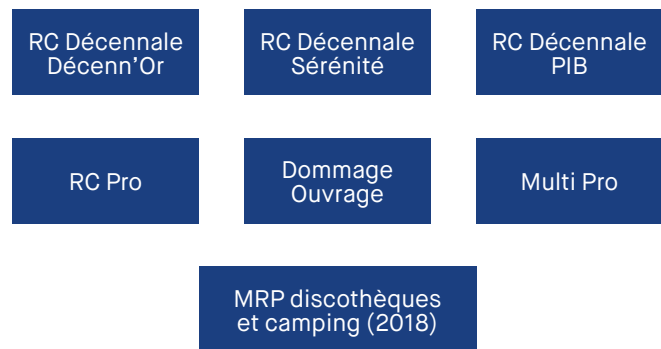 RC Décennale
Décenn’Or
RC Décennale
Sérénité
RC Décennale
PIB
RC Pro
Dommage
Ouvrage
Multi Pro
MRP discothèques
et camping (2018)